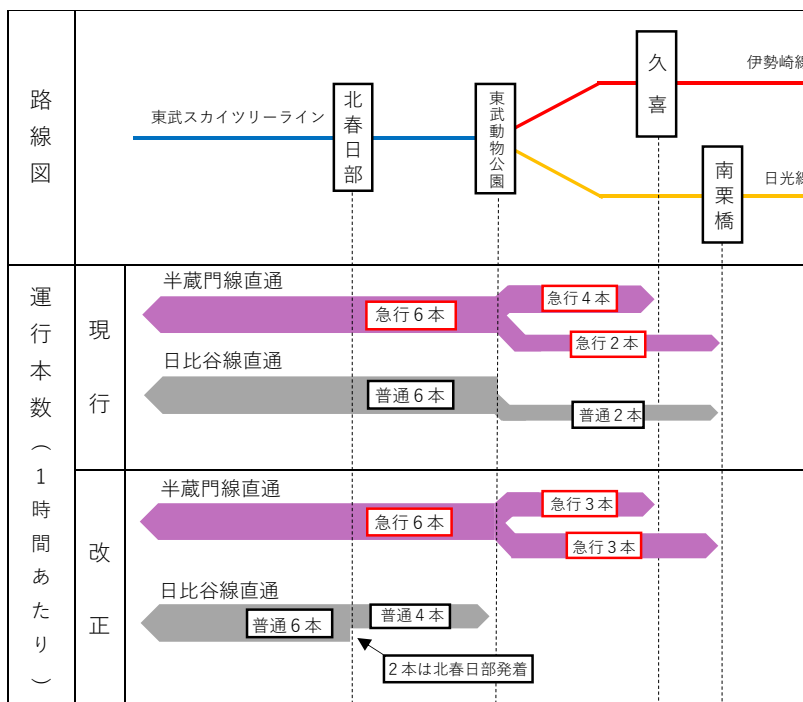 路線図
東武スカイツリーライン
北春日部
東武動物公園
久喜
伊勢崎線
南栗橋
日光線
運行本数（1時間あたり）
現行
半蔵門線直通
急行6本
急行4本
急行2本
日比谷線直通
普通6本
普通2本
改正
半蔵門線直通
急行6本
急行3本
急行3本
日比谷線直通
普通6本
普通4本
2本は北春日部発着